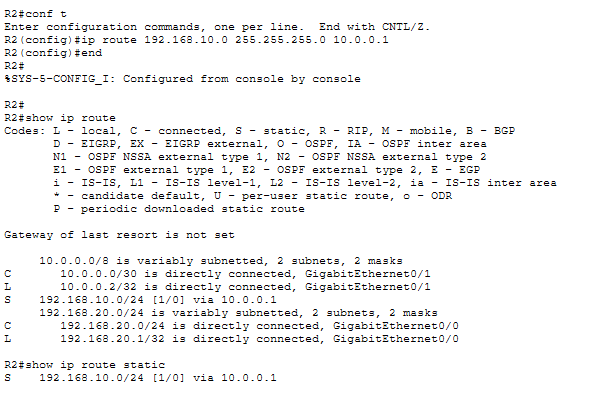 R2#conf t
Enter configuration commands, one per line.  End with CNTL/Z.
R2(config)#ip route 192.168.10.0 255.255.255.0 10.0.0.1
R2(config)#end
R2#
%SYS-5-CONFIG_I: Configured from console by console
R2#
R2#show ip route
Codes: L - local, C - connected, S - static, R - RIP, M - mobile, B - BGP
       D - EIGRP, EX - EIGRP external, O - OSPF, IA - OSPF inter area
       N1 - OSPF NSSA external type 1, N2 - OSPF NSSA external type 2
       E1 - OSPF external type 1, E2 - OSPF external type 2, E - EGP
       i - IS-IS, L1 - IS-IS level-1, L2 - IS-IS level-2, ia - IS-IS inter area
       * - candidate default, U - per-user static route, o - ODR
       P - periodic downloaded static route
Gateway of last resort is not set
     10.0.0.0/8 is variably subnetted, 2 subnets, 2 masks
C       10.0.0.0/30 is directly connected, GigabitEthernet0/1
L       10.0.0.2/32 is directly connected, GigabitEthernet0/1
S    192.168.10.0/24 [1/0] via 10.0.0.1
     192.168.20.0/24 is variably subnetted, 2 subnets, 2 masks
C       192.168.20.0/24 is directly connected, GigabitEthernet0/0
L       192.168.20.1/32 is directly connected, GigabitEthernet0/0
R2#show ip route static
S    192.168.10.0/24 [1/0] via 10.0.0.1